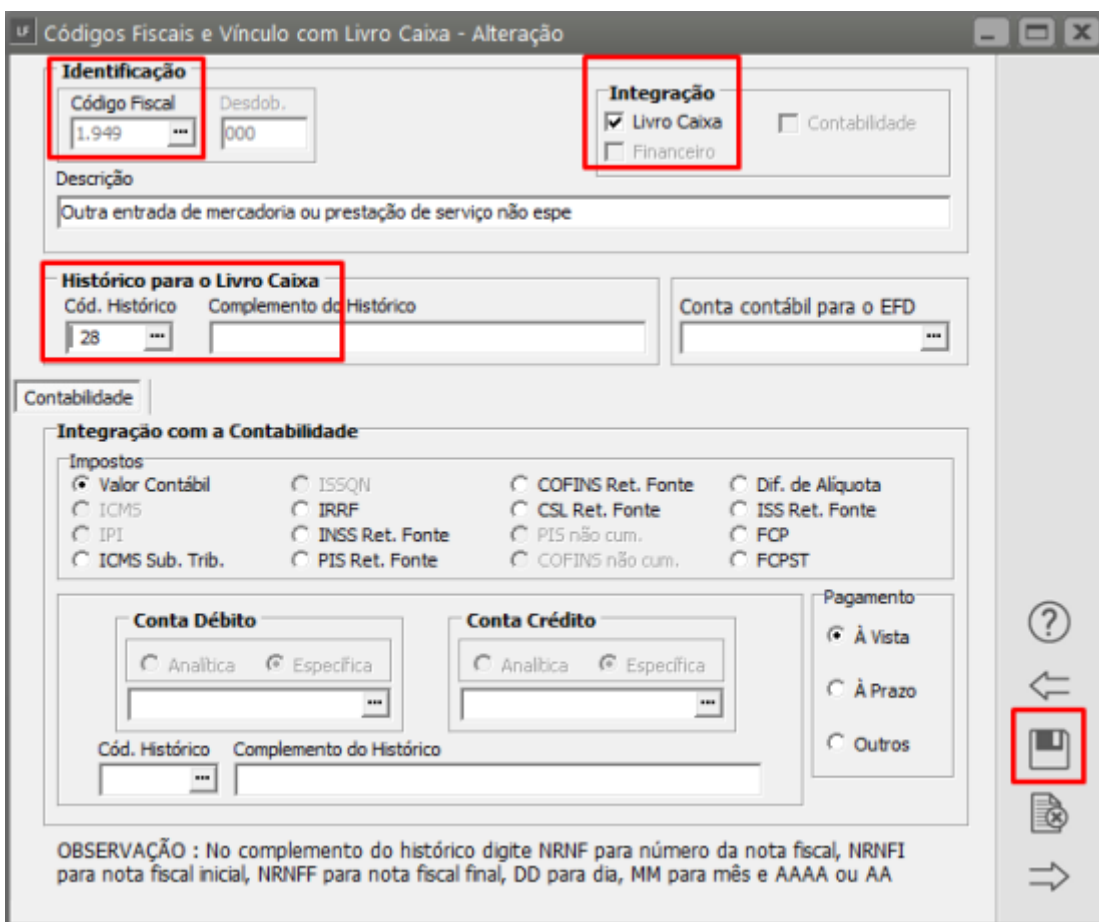 LF Códigos Fiscais e Vínculo com Livro Caixa - Alteração
Identificação
Código Fiscal Desdob.
1.949 ... 000
Integração
Livro Caixa Contabilidade
Financeiro
Descrição
Outra entrada de mercadoria ou prestação de serviço não espe
Histórico para o Livro Caixa
Cód. Histórico Complemento do Histórico
28 ...
Conta contábil para o EFD
...
Contabilidade
Integração com a Contabilidade
Impostos
Valor Contábil ISSQN COFINS Ret. Fonte Dif. de Alíquota
ICMS IRRF CSL Ret. Fonte ISS Ret. Fonte
IPI INSS Ret. Fonte PIS não cum. FCP
ICMS Sub. Trib. PIS Ret. Fonte COFINS não cum. FCPST
Conta Débito Conta Crédito
Analítica Específica Analítica Específica
... ...
Cód. Histórico Complemento do Histórico
...
Pagamento
À Vista
À Prazo
Outros
OBSERVAÇÃO : No complemento do histórico digite NRNF para número da nota fiscal, NRNFI
para nota fiscal inicial, NRNFF para nota fiscal final, DD para dia, MM para mês e AAAA ou AA